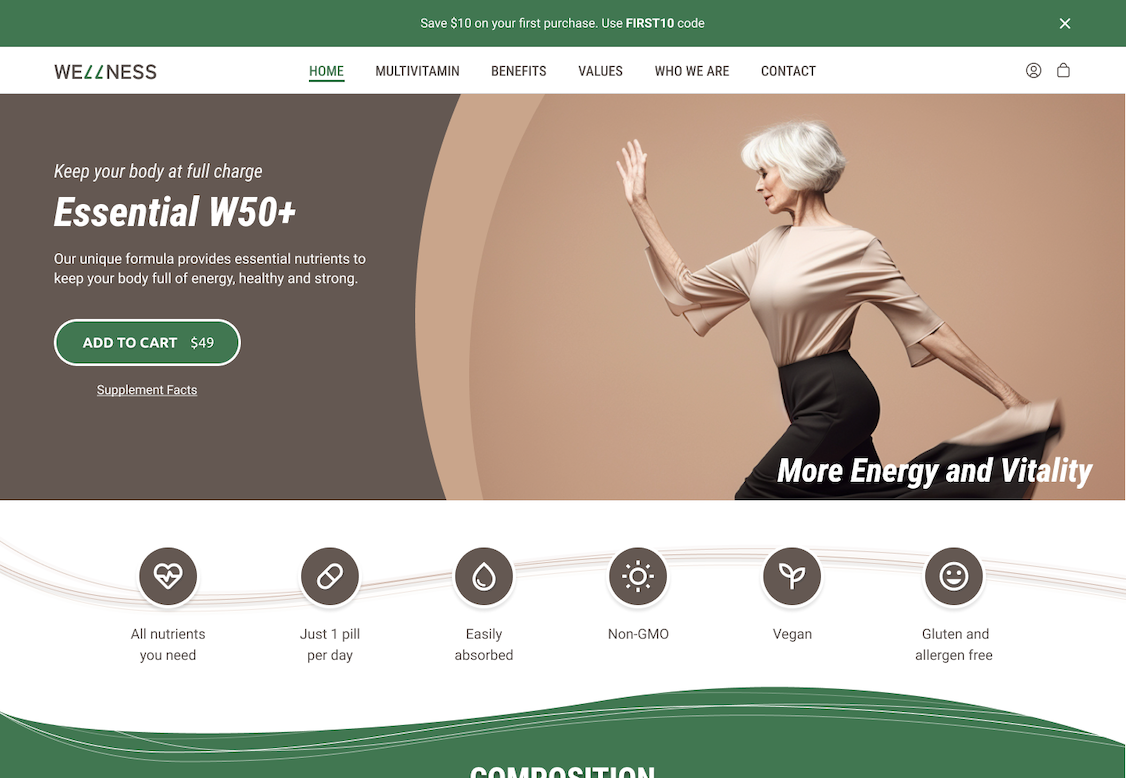 Save $10 on your first purchase. Use FIRST10 code
WELLNESS
HOME MULTIVITAMIN BENEFITS VALUES WHO WE ARE CONTACT
Keep your body at full charge
Essential W50+
Our unique formula provides essential nutrients to
keep your body full of energy, healthy and strong.
ADD TO CART $49
Supplement Facts
More Energy and Vitality
All nutrients
you need
Just 1 pill
per day
Easily
absorbed
Non-GMO
Vegan
Gluten and
allergen free
COMPOSITION